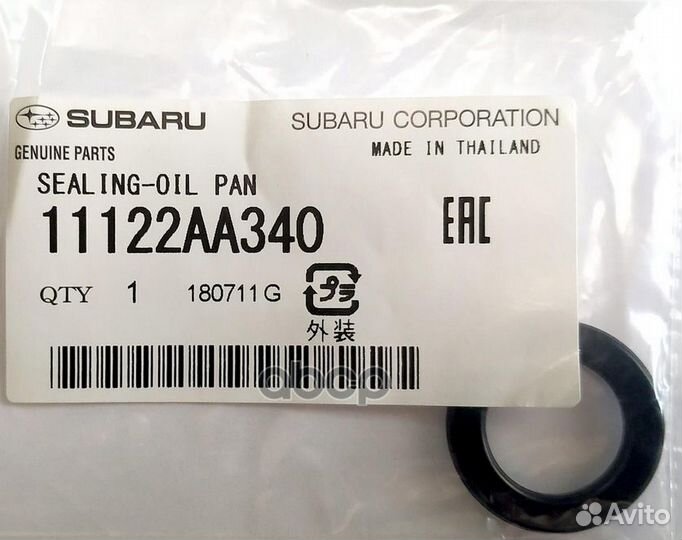 SUBARU SUBARU CORPORATION
GENUINE PARTS MADE IN THAILAND
SEALING-OIL PAN
11122AA340 EAC
QTY 1 180711G プラ
外装
Avito